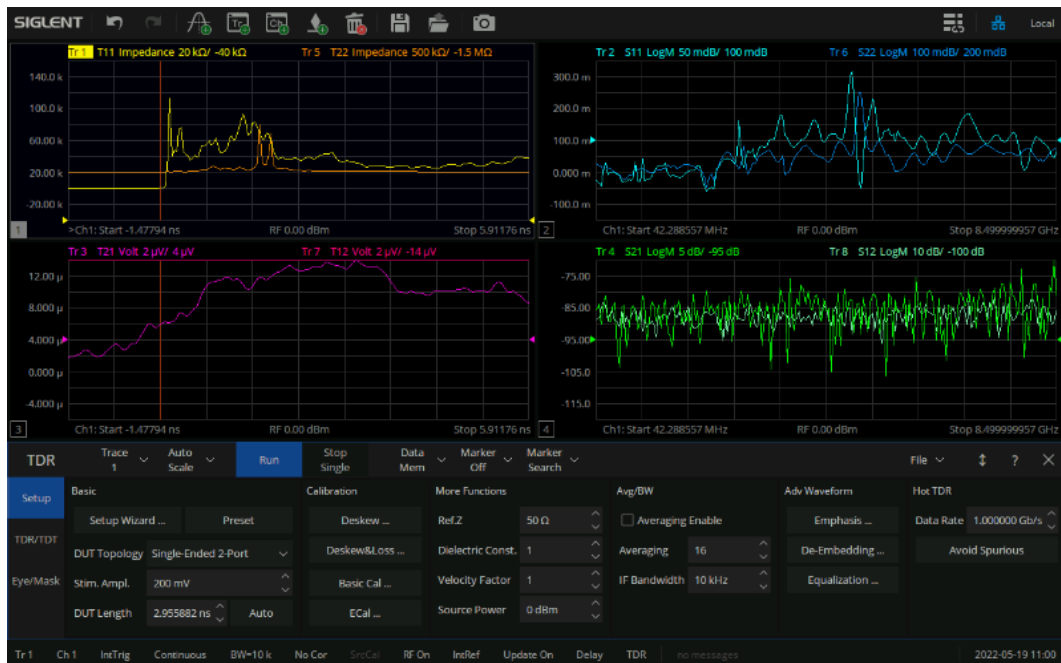 SIGLENT Tr Ch Local
Tr 1 T11 Impedance 20 kΩ/ -40 kΩ Tr 5 T22 Impedance 500 kΩ/ -1.5 MΩ
140.0 k
100.0 k
60.00 k
20.00 k
-20.00 k
1 >Ch1: Start -1.47794 ns RF 0.00 dBm Stop 5.91176 ns
Tr 2 S11 LogM 50 mdB/ 100 mdB Tr 6 S22 LogM 100 mdB/ 200 mdB
300.0 m
200.0 m
100.0 m
0.000 m
-100.0 m
2 Ch1: Start 42.288557 MHz RF 0.00 dBm Stop 8.499999957 GHz
Tr 3 T21 Volt 2 μV/ 4 μV Tr 7 T12 Volt 2 μV/ -14 μV
12.00 μ
8.000 μ
4.000 μ
0.000 μ
-4.000 μ
3 Ch1: Start -1.47794 ns RF 0.00 dBm Stop 5.91176 ns
Tr 4 S21 LogM 5 dB/ -95 dB Tr 8 S12 LogM 10 dB/ -100 dB
-75.00
-85.00
-95.00
-105.0
-115.0
4 Ch1: Start 42.288557 MHz RF 0.00 dBm Stop 8.499999957 GHz
TDR Trace 1 Auto Scale Run Stop Single Data Mem Marker Off Marker Search File ?
Setup
TDR/TDT
Eye/Mask
Basic
Setup Wizard ... Preset
DUT Topology Single-Ended 2-Port
Stim. Ampl. 200 mV
DUT Length 2.955882 ns Auto
Calibration
Deskew ...
Deskew&Loss ...
Basic Cal ...
ECal ...
More Functions
Ref.Z 50 Ω
Dielectric Const. 1
Velocity Factor 1
Source Power 0 dBm
Avg/BW
Averaging Enable
Averaging 16
IF Bandwidth 10 kHz
Adv Waveform
Emphasis ...
De-Embedding ...
Equalization ...
Hot TDR
Data Rate 1.000000 Gb/s
Avoid Spurious
Tr 1 Ch 1 IntTrig Continuous BW=10 k No Cor SrcCal RF On IntRef Update On Delay TDR no messages 2022-05-19 11:00